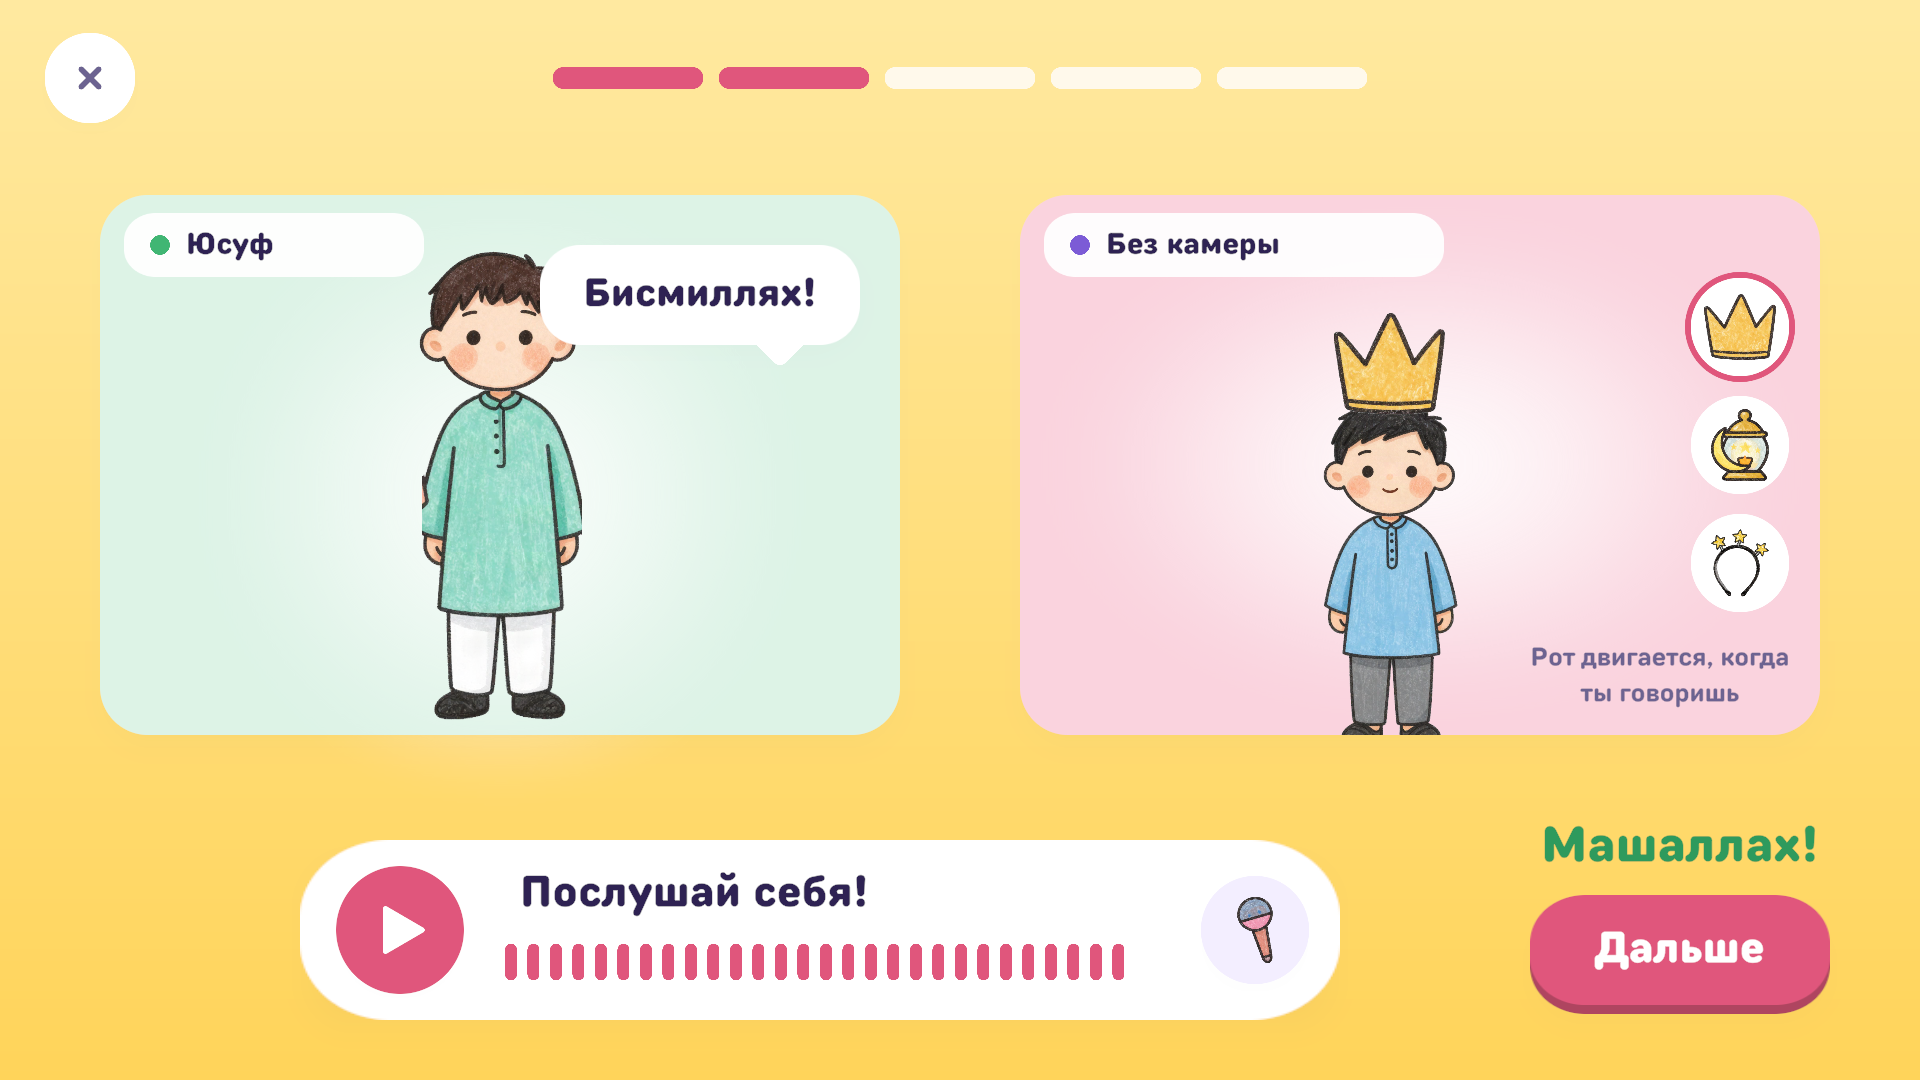 Юсуф
Бисмиллях!
Без камеры
Рот двигается, когда
ты говоришь
Послушай себя!
Машаллах!
Дальше